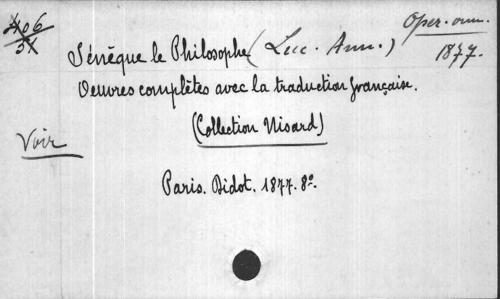 406
51
Oper. omn.
1877.
Sénèque le Philosophe (Luc. Ann.)
Oeuvres complètes avec la traduction française.
(Collection Nisard)
Voir
Paris. Didot. 1877. 8°.